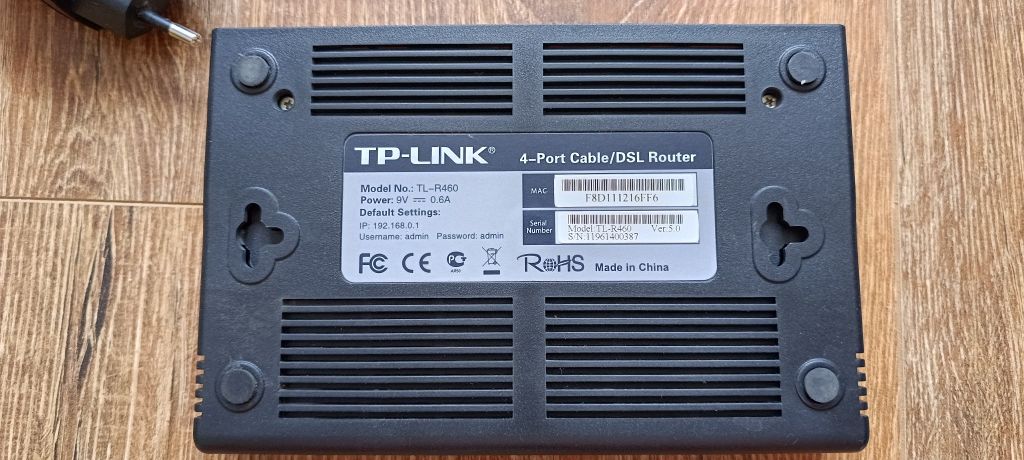 TP-LINK®
4-Port Cable/DSL Router
Model No.: TL-R460
Power: 9V ⎓ 0.6A
Default Settings:
IP: 192.168.0.1
Username: admin Password: admin
MAC
F8D111216FF6
Serial Number
Model:TL-R460 Ver:5.0
S/N:11961400387
FC CE
RoHS Made in China